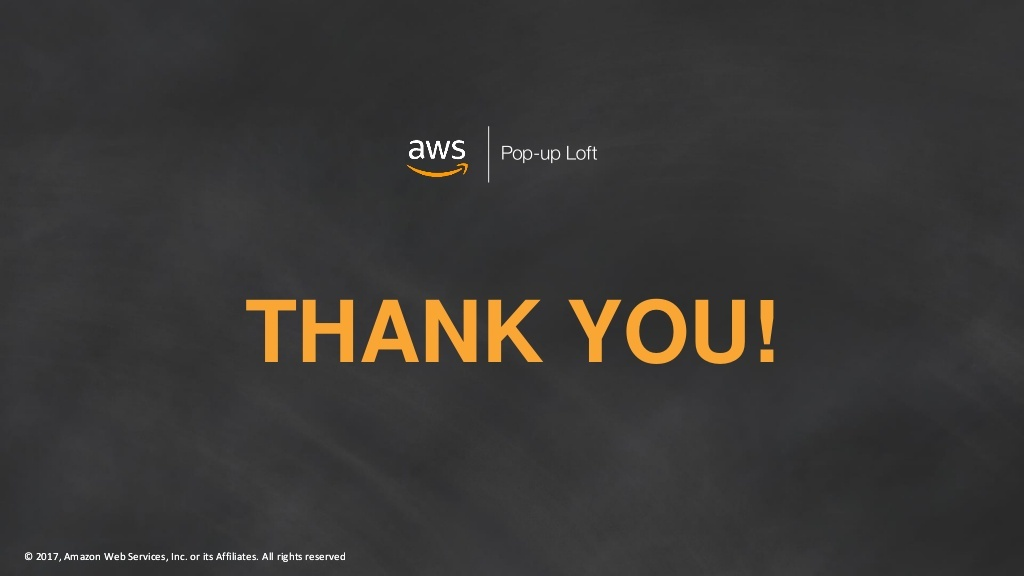 aws
Pop-up Loft
THANK YOU!
© 2017, Amazon Web Services, Inc. or its Affiliates. All rights reserved